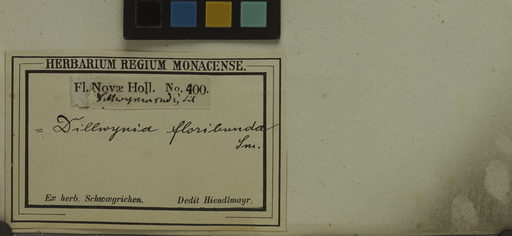 HERBARIUM REGIUM MONACENSE.
Fl. Novæ Holl. No. 400.
= Dillwynia floribunda
Sm.
Ex herb. Schwægrichen. Dedit Hiendlmayr.